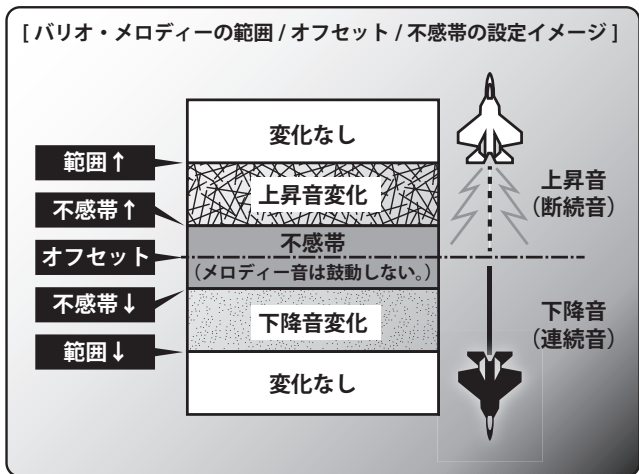 [ バリオ・メロディーの範囲 / オフセット / 不感帯の設定イメージ ]
変化なし
範囲↑
上昇音変化
不感帯↑
不感帯
オフセット
(メロディー音は鼓動しない。)
不感帯↓
下降音変化
範囲↓
変化なし
上昇音
(断続音)
下降音
(連続音)